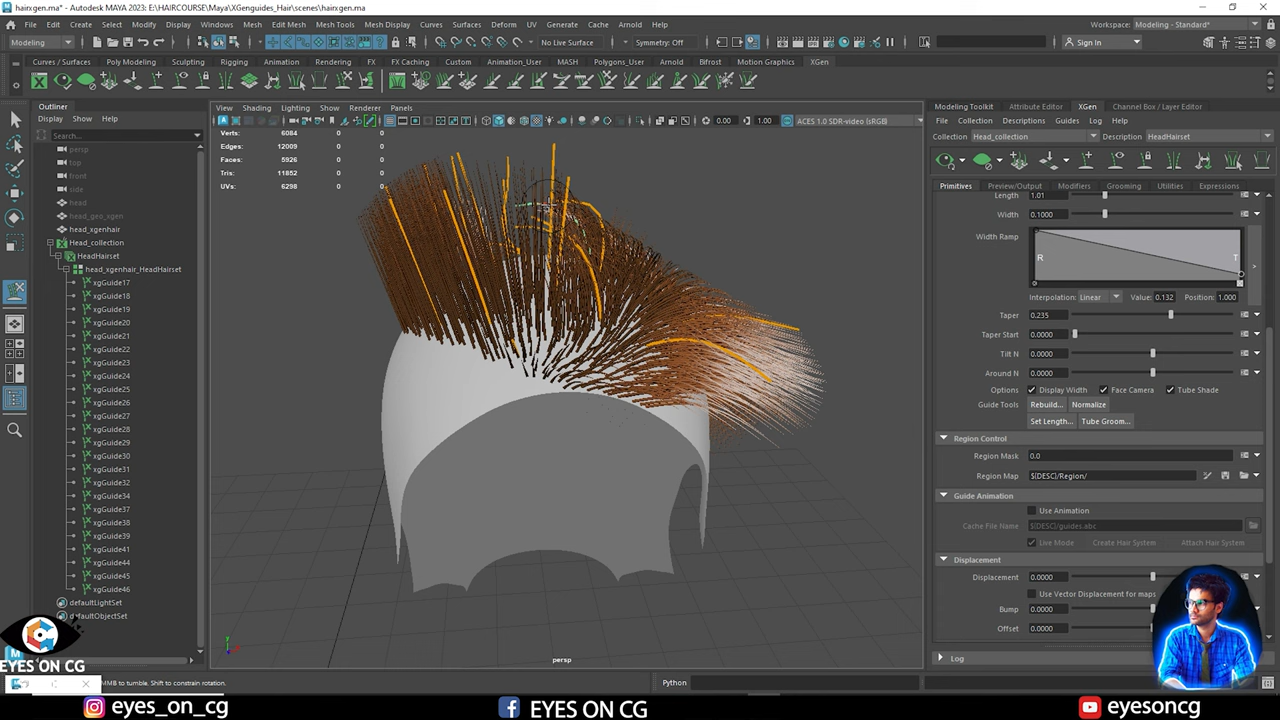 hairxgen.ma* - Autodesk MAYA 2023: E:\HAIRCOURSE\Maya\XGenguides_Hair\scenes\hairxgen.ma
File Edit Create Select Modify Display Windows Mesh Edit Mesh Mesh Tools Mesh Display Curves Surfaces Deform UV Generate Cache Arnold Help
Workspace: Modeling - Standard*
Modeling
No Live Surface
Symmetry: Off
Sign In
Curves / Surfaces Poly Modeling Sculpting Rigging Animation Rendering FX FX Caching Custom Animation_User MASH Polygons_User Arnold Bifrost Motion Graphics XGen
Outliner
Display Show Help
Search...
persp
top
front
side
head
head_geo_xgen
head_xgenhair
Head_collection
HeadHairset
head_xgenhair_HeadHairset
xgGuide17
xgGuide18
xgGuide19
xgGuide20
xgGuide21
xgGuide22
xgGuide23
xgGuide24
xgGuide25
xgGuide26
xgGuide27
xgGuide28
xgGuide29
xgGuide30
xgGuide31
xgGuide32
xgGuide34
xgGuide37
xgGuide38
xgGuide39
xgGuide41
xgGuide44
xgGuide45
xgGuide46
defaultLightSet
defaultObjectSet
View Shading Lighting Show Renderer Panels
0.00
1.00
ACES 1.0 SDR-video (sRGB)
Verts: 6084 0 0
Edges: 12009 0 0
Faces: 5926 0 0
Tris: 11852 0 0
UVs: 6298 0 0
persp
Modeling Toolkit Attribute Editor XGen Channel Box / Layer Editor
File Collection Descriptions Guides Log Help
Collection Head_collection Description HeadHairset
Primitives Preview/Output Modifiers Grooming Utilities Expressions
Length 1.01
Width 0.1000
Width Ramp
R
T
Interpolation: Linear Value: 0.132 Position: 1.000
Taper 0.235
Taper Start 0.0000
Tilt N 0.0000
Around N 0.0000
Options Display Width Face Camera Tube Shade
Guide Tools Rebuild... Normalize
Set Length... Tube Groom...
Region Control
Region Mask 0.0
Region Map ${DESC}/Region/
Guide Animation
Use Animation
Cache File Name ${DESC}/guides.abc
Live Mode Create Hair System Attach Hair System
Displacement
Displacement 0.0000
Use Vector Displacement for maps
Bump 0.0000
Offset 0.0000
Log
MMB to tumble. Shift to constrain rotation.
Python
EYES ON CG
eyes_on_cg
EYES ON CG
eyesoncg